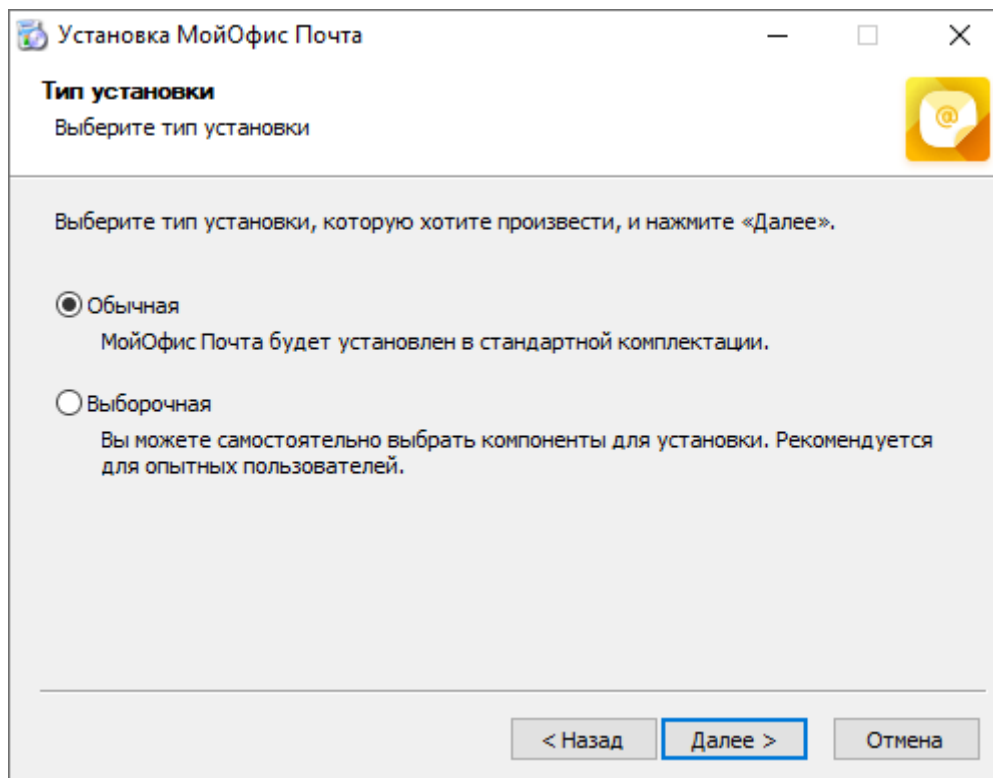 Установка МойОфис Почта
Тип установки
Выберите тип установки
@
Выберите тип установки, которую хотите произвести, и нажмите «Далее».
Обычная
МойОфис Почта будет установлен в стандартной комплектации.
Выборочная
Вы можете самостоятельно выбрать компоненты для установки. Рекомендуется
для опытных пользователей.
< Назад
Далее >
Отмена